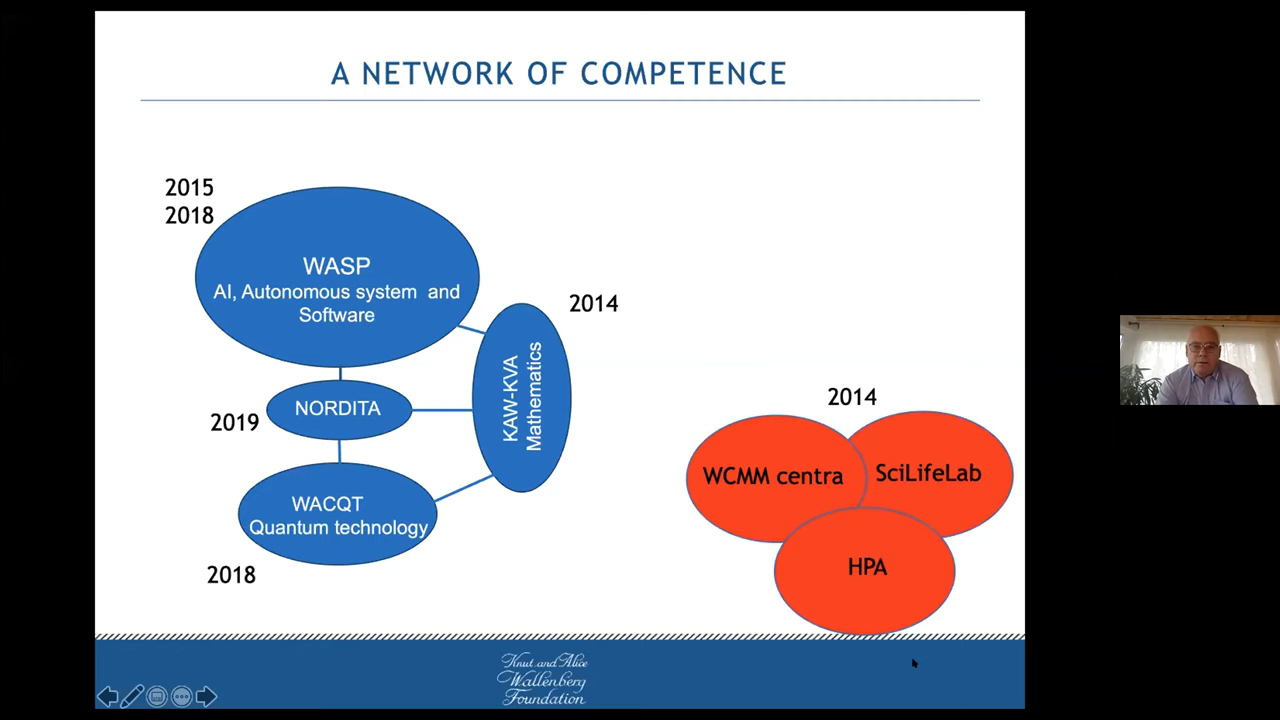 A NETWORK OF COMPETENCE
2015
2018
WASP
AI, Autonomous system and
Software
2014
KAW-KVA
Mathematics
NORDITA
2019
WACQT
Quantum technology
2018
2014
WCMM centra
SciLifeLab
HPA
Knut and Alice
Wallenberg
Foundation